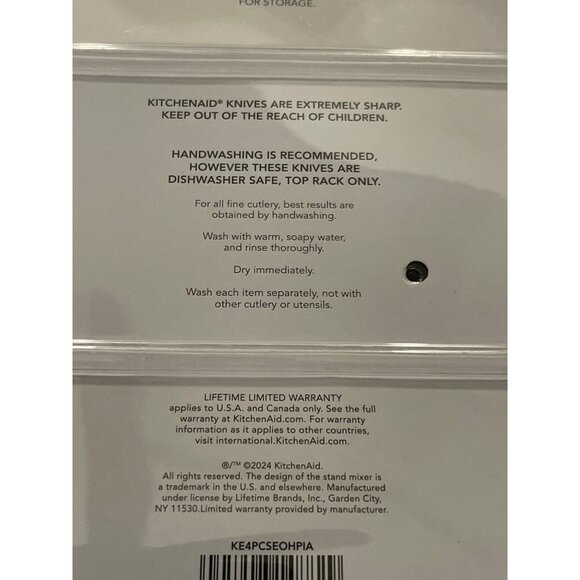 FOR STORAGE.
KITCHENAID® KNIVES ARE EXTREMELY SHARP.
KEEP OUT OF THE REACH OF CHILDREN.
HANDWASHING IS RECOMMENDED,
HOWEVER THESE KNIVES ARE
DISHWASHER SAFE, TOP RACK ONLY.
For all fine cutlery, best results are
obtained by handwashing.
Wash with warm, soapy water,
and rinse thoroughly.
Dry immediately.
Wash each item separately, not with
other cutlery or utensils.
LIFETIME LIMITED WARRANTY
applies to U.S.A. and Canada only. See the full
warranty at KitchenAid.com. For warranty
information as it applies to other countries,
visit international.KitchenAid.com.
®/™ ©2024 KitchenAid.
All rights reserved. The design of the stand mixer is
a trademark in the U.S. and elsewhere. Manufactured
under license by Lifetime Brands, Inc., Garden City,
NY 11530.Limited warranty provided by manufacturer.
KE4PCSEOHPIA